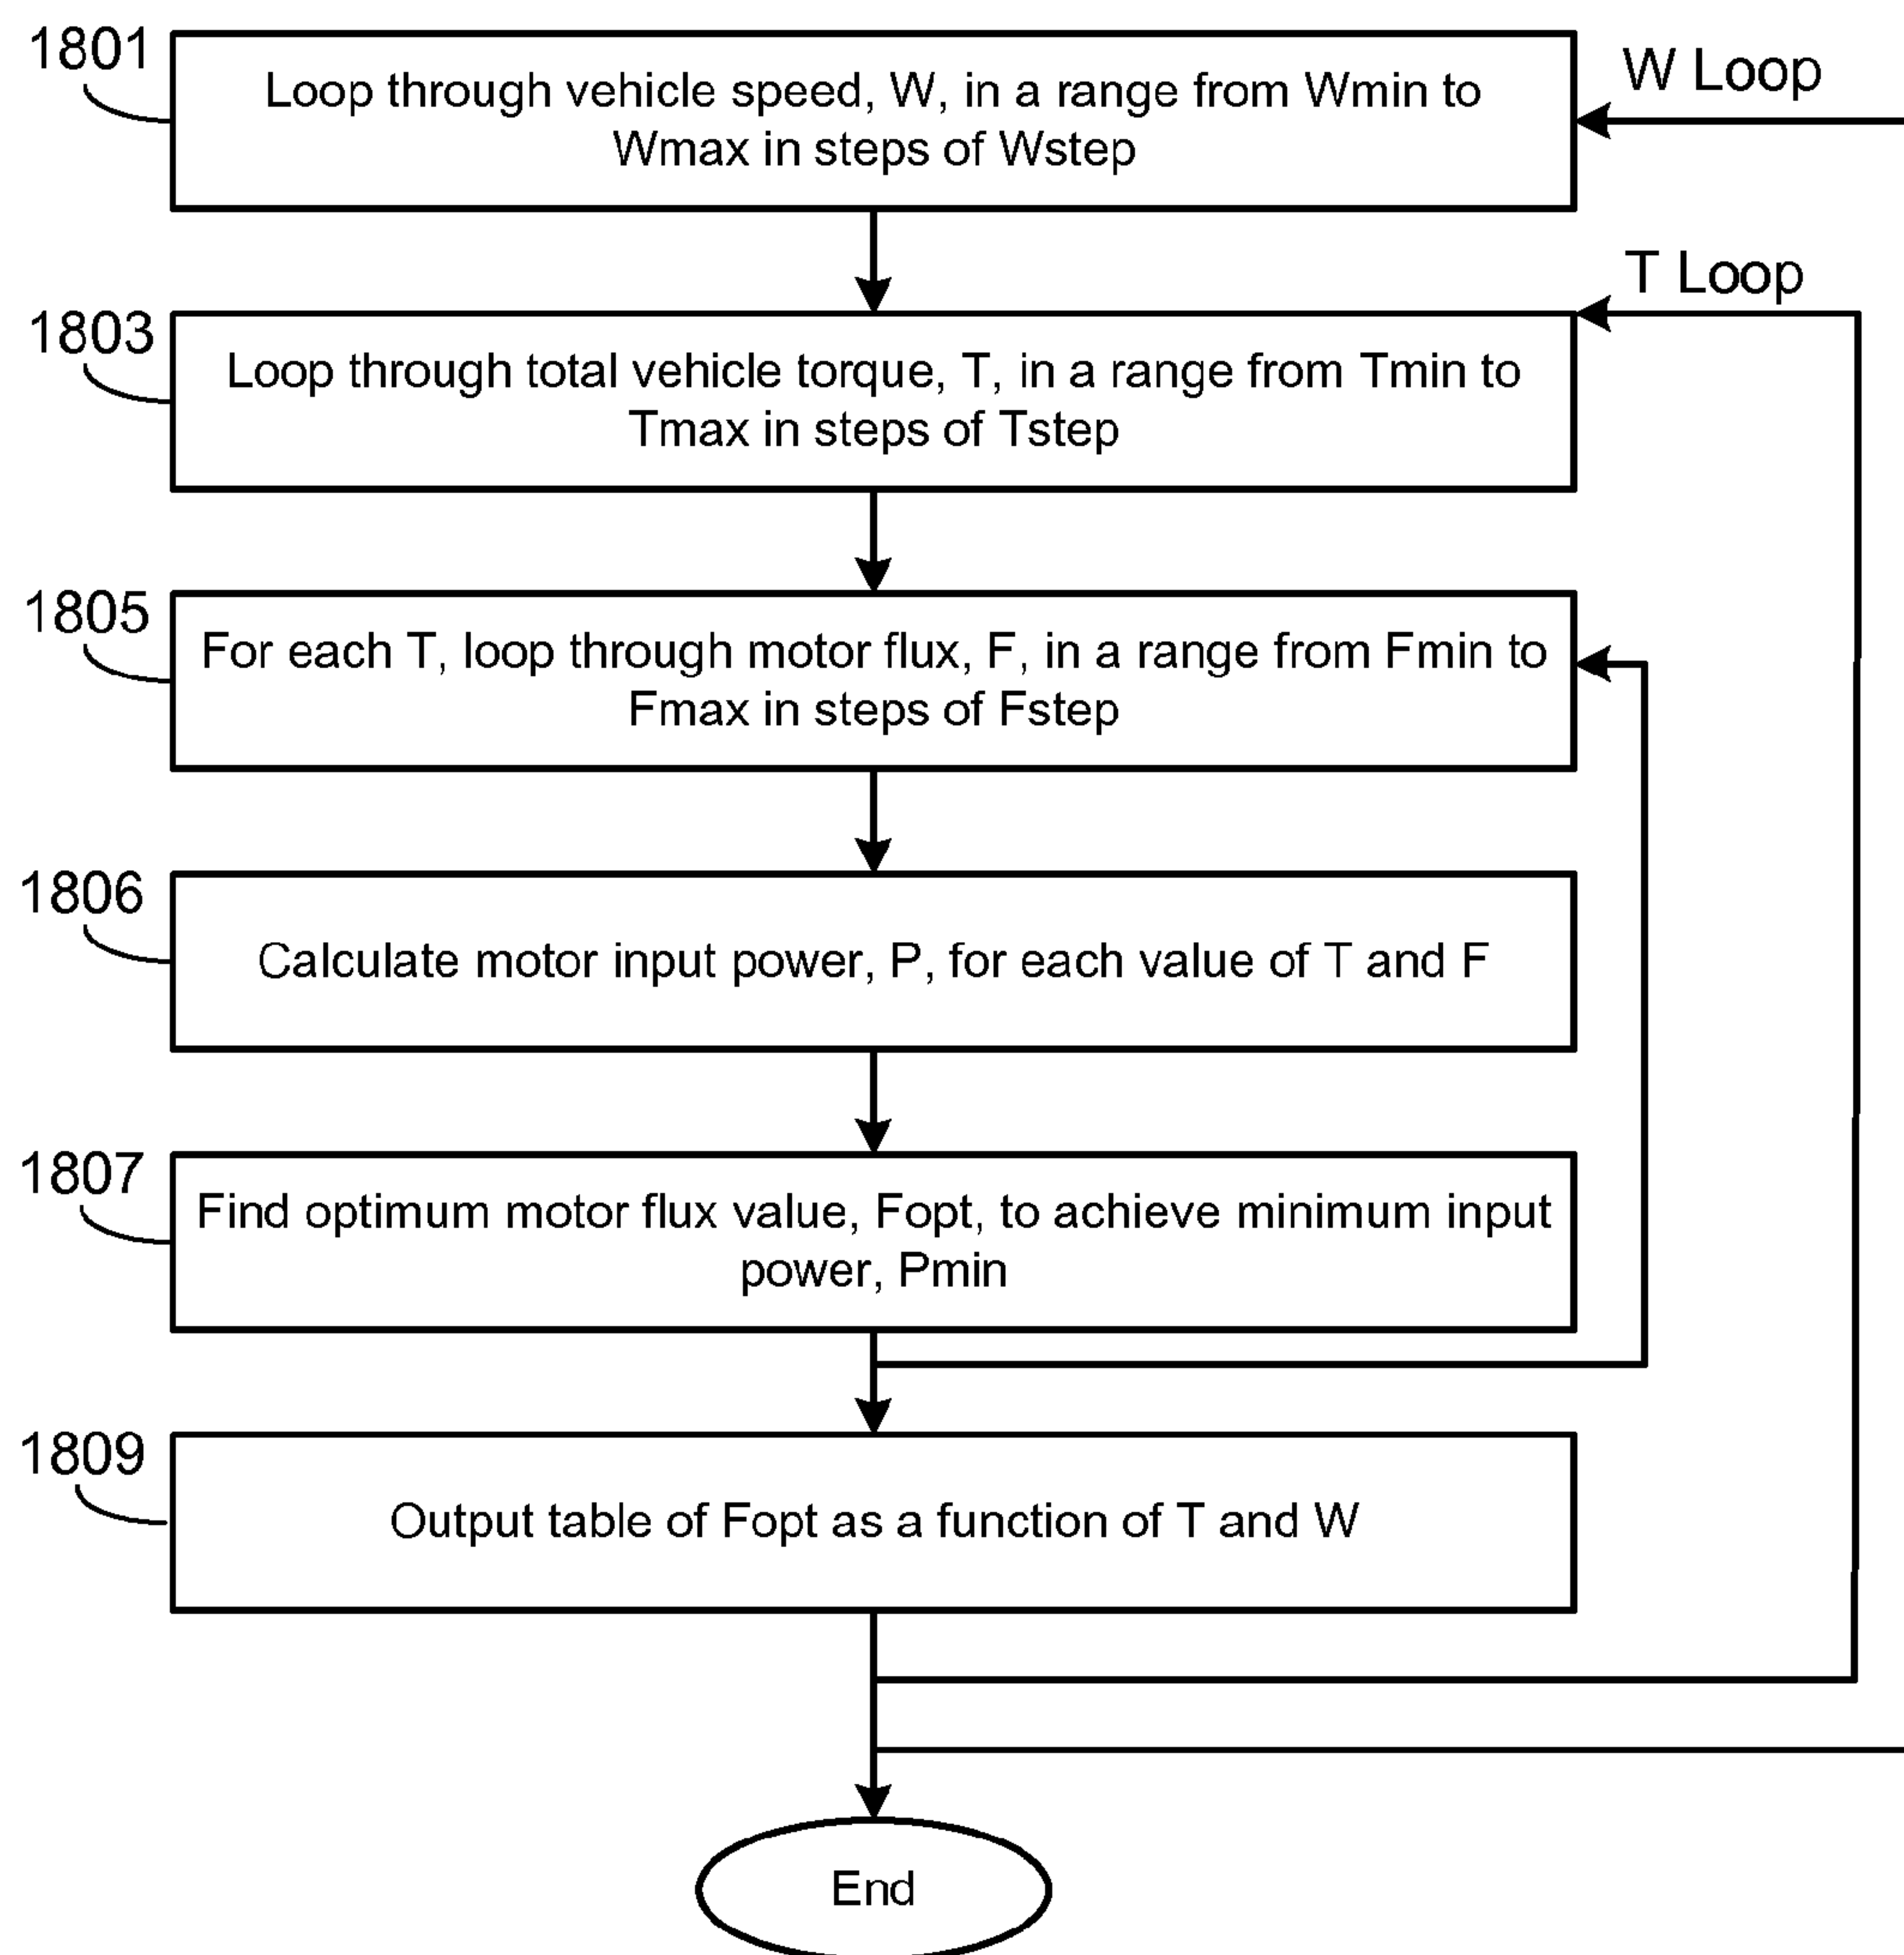 1801
Loop through vehicle speed, W, in a range from Wmin to
Wmax in steps of Wstep
W Loop
T Loop
1803
Loop through total vehicle torque, T, in a range from Tmin to
Tmax in steps of Tstep
1805
For each T, loop through motor flux, F, in a range from Fmin to
Fmax in steps of Fstep
1806
Calculate motor input power, P, for each value of T and F
1807
Find optimum motor flux value, Fopt, to achieve minimum input
power, Pmin
1809
Output table of Fopt as a function of T and W
End